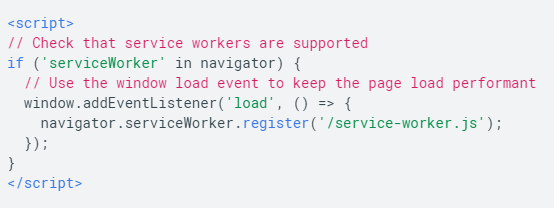 <script>
// Check that service workers are supported
if ('serviceWorker' in navigator) {
  // Use the window load event to keep the page load performant
  window.addEventListener('load', () => {
    navigator.serviceWorker.register('/service-worker.js');
  });
}
</script>